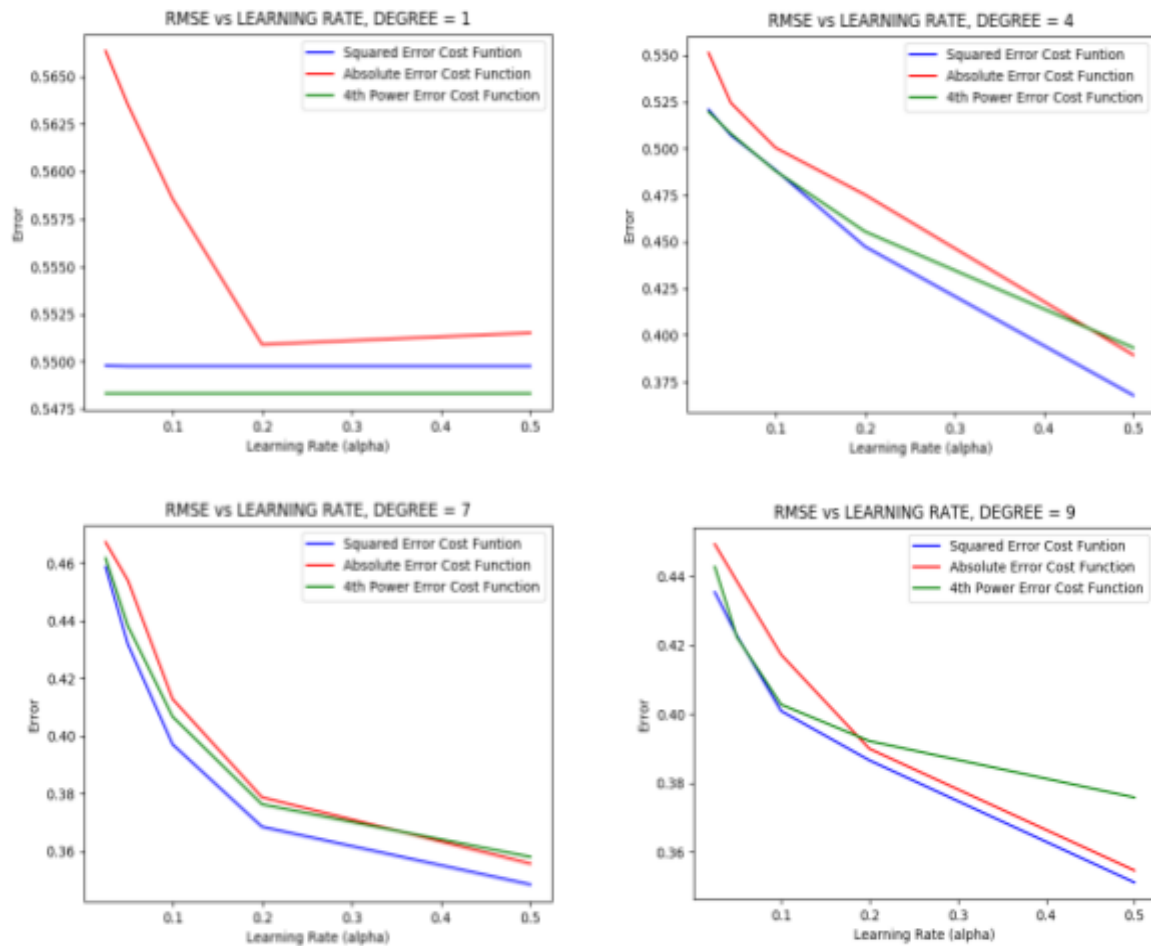 RMSE vs LEARNING RATE, DEGREE = 1
Squared Error Cost Funtion
Absolute Error Cost Function
4th Power Error Cost Function
0.5650
0.5625
0.5600
0.5575
0.5550
0.5525
0.5500
0.5475
Error
0.1 0.2 0.3 0.4 0.5
Learning Rate (alpha)
RMSE vs LEARNING RATE, DEGREE = 4
Squared Error Cost Funtion
Absolute Error Cost Function
4th Power Error Cost Function
0.550
0.525
0.500
0.475
0.450
0.425
0.400
0.375
Error
0.1 0.2 0.3 0.4 0.5
Learning Rate (alpha)
RMSE vs LEARNING RATE, DEGREE = 7
Squared Error Cost Funtion
Absolute Error Cost Function
4th Power Error Cost Function
0.46
0.44
0.42
0.40
0.38
0.36
Error
0.1 0.2 0.3 0.4 0.5
Learning Rate (alpha)
RMSE vs LEARNING RATE, DEGREE = 9
Squared Error Cost Funtion
Absolute Error Cost Function
4th Power Error Cost Function
0.44
0.42
0.40
0.38
0.36
Error
0.1 0.2 0.3 0.4 0.5
Learning Rate (alpha)